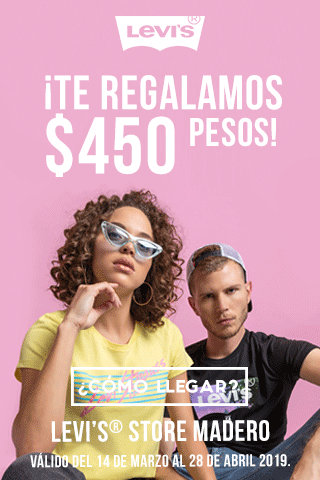 Levi's®
¡TE REGALAMOS
$450 PESOS!
¿CÓMO LLEGAR?
Levi's
LEVI'S® STORE MADERO
VÁLIDO DEL 14 DE MARZO AL 28 DE ABRIL 2019.